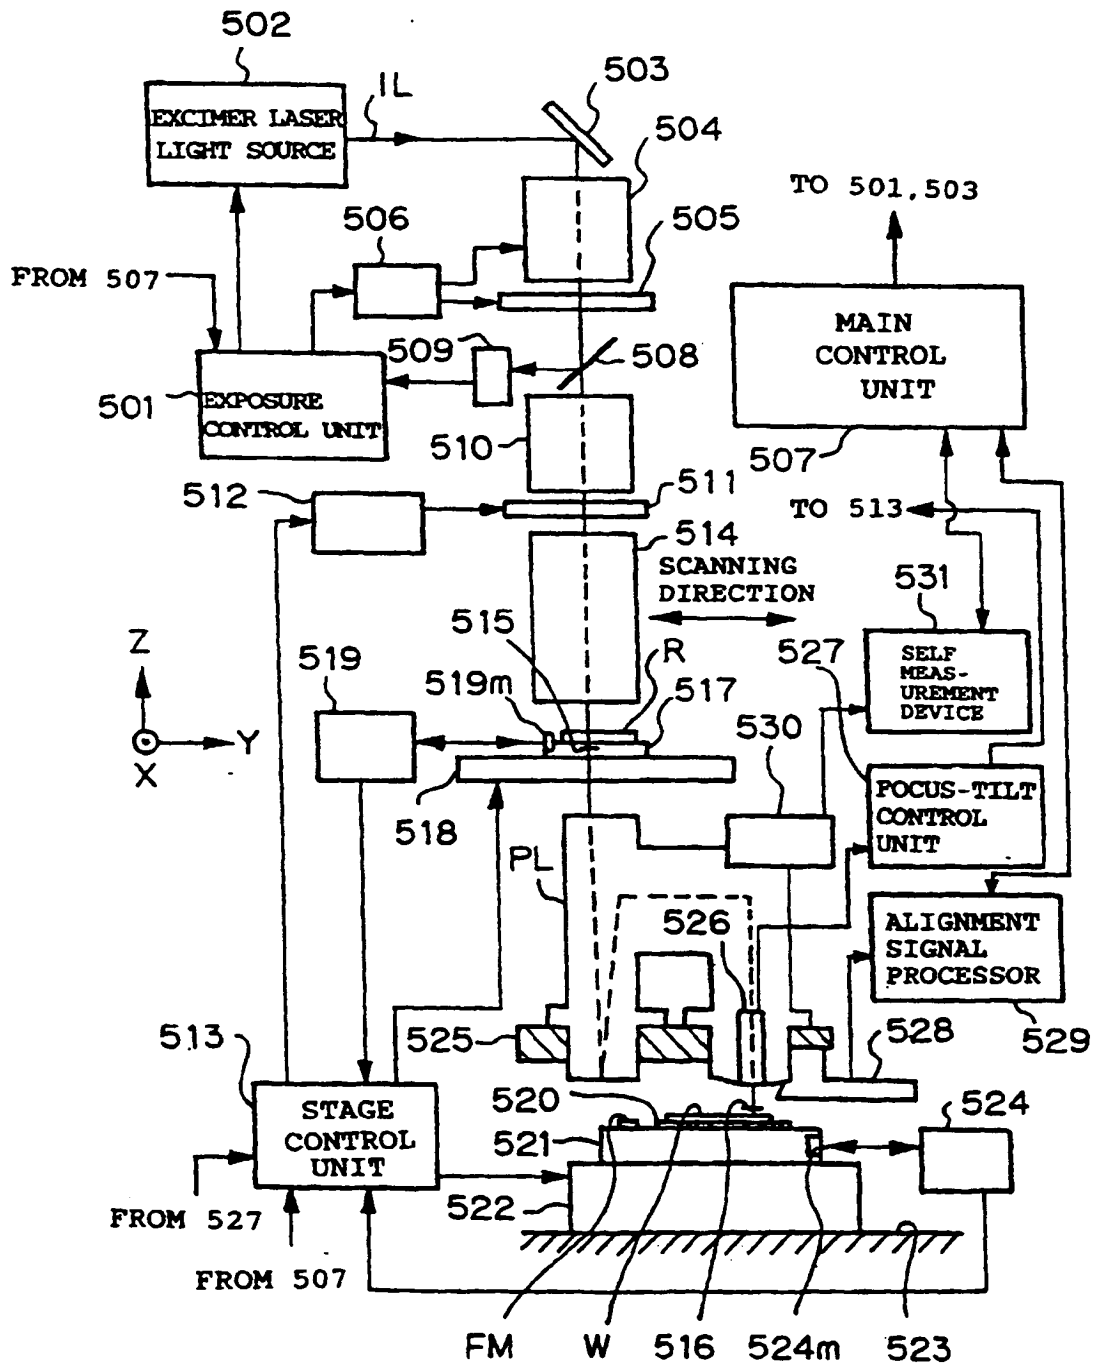 502
IL
503
EXCIMER LASER
LIGHT SOURCE
504
TO 501,503
506
505
FROM 507
MAIN
CONTROL
UNIT
509
508
501
EXPOSURE
CONTROL UNIT
510
507
512
511
TO 513
514
SCANNING
DIRECTION
531
Z
515
SELF
MEAS-
UREMENT
DEVICE
527
519
R
519m
517
Y
X
530
518
POCUS-TILT
CONTROL
UNIT
PL
526
ALIGNMENT
SIGNAL
PROCESSOR
513
525
528
529
STAGE
CONTROL
UNIT
520
524
521
522
FROM 527
FROM 507
FM
W
516
524m
523